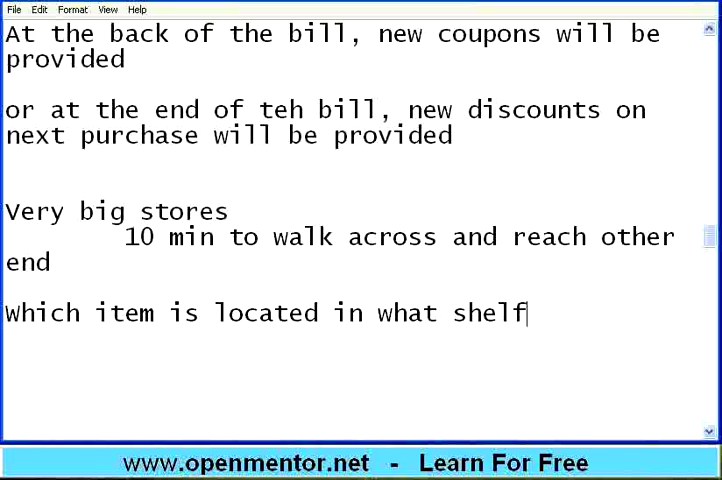 File Edit Format View Help
At the back of the bill, new coupons will be
provided
or at the end of teh bill, new discounts on
next purchase will be provided
Very big stores
10 min to walk across and reach other
end
Which item is located in what shelf
www.openmentor.net - Learn For Free